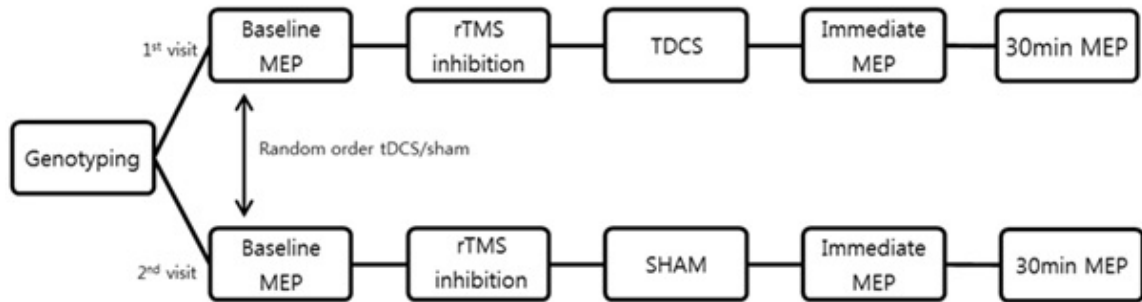 1st visit
Baseline
MEP
rTMS
inhibition
TDCS
Immediate
MEP
30min MEP
Genotyping
Random order tDCS/sham
2nd visit
Baseline
MEP
rTMS
inhibition
SHAM
Immediate
MEP
30min MEP